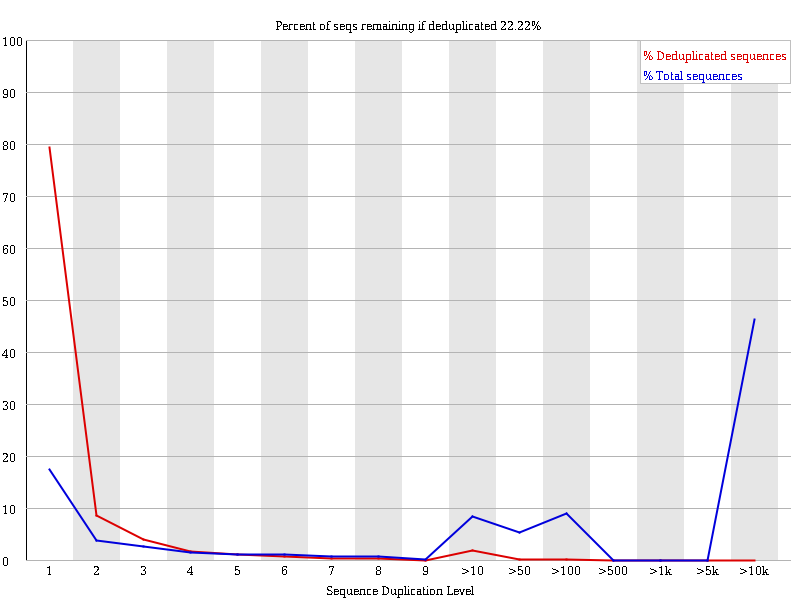 Percent of seqs remaining if deduplicated 22.22%
% Deduplicated sequences
% Total sequences
100
90
80
70
60
50
40
30
20
10
0
1 2 3 4 5 6 7 8 9 >10 >50 >100 >500 >1k >5k >10k
Sequence Duplication Level